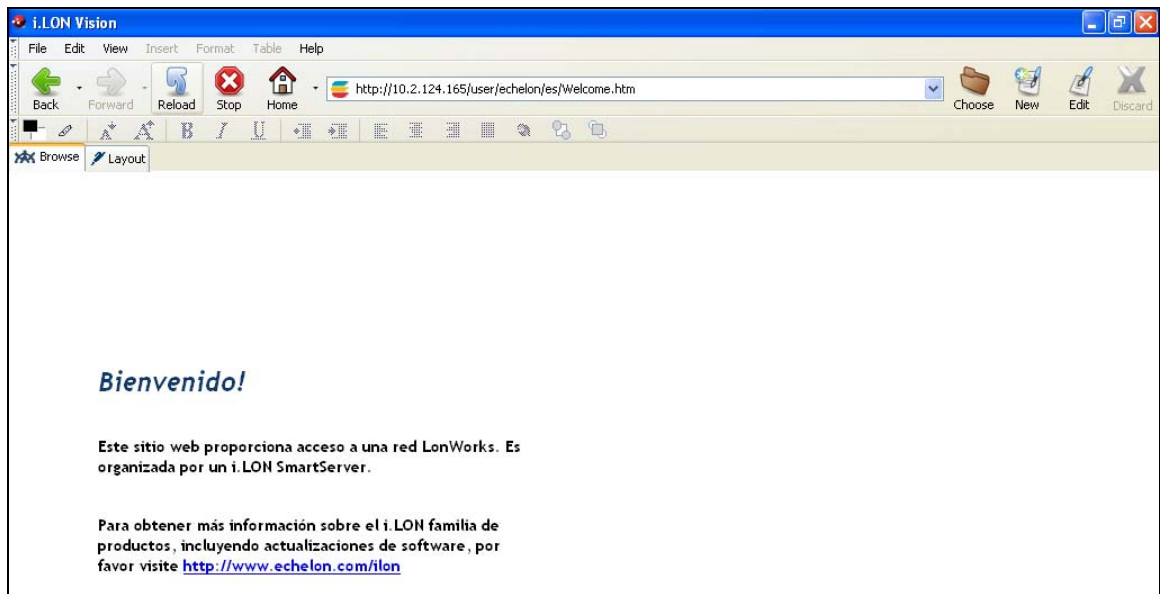 i.LON Vision
File Edit View Insert Format Table Help
Back Forward Reload Stop Home http://10.2.124.165/user/echelon/es/Welcome.htm Choose New Edit Discard
B I U
Browse Layout
Bienvenido!
Este sitio web proporciona acceso a una red LonWorks. Es
organizada por un i.LON SmartServer.
Para obtener más información sobre el i.LON familia de
productos, incluyendo actualizaciones de software, por
favor visite http://www.echelon.com/ilon